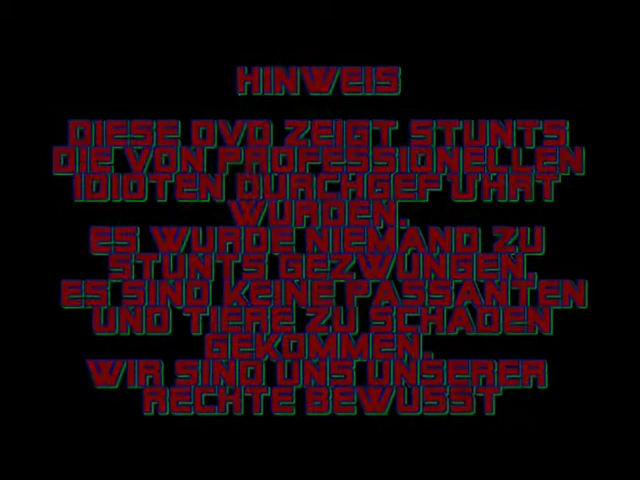 HINWEIS
DIESE DVD ZEIGT STUNTS
DIE VON PROFESSIONELLEN
IDIOTEN DURCHGEFÜHRT
WURDEN.
ES WURDE NIEMAND ZU
STUNTS GEZWUNGEN.
ES SIND KEINE PASSANTEN
UND TIERE ZU SCHADEN
GEKOMMEN.
WIR SIND UNS UNSERER
RECHTE BEWUSST